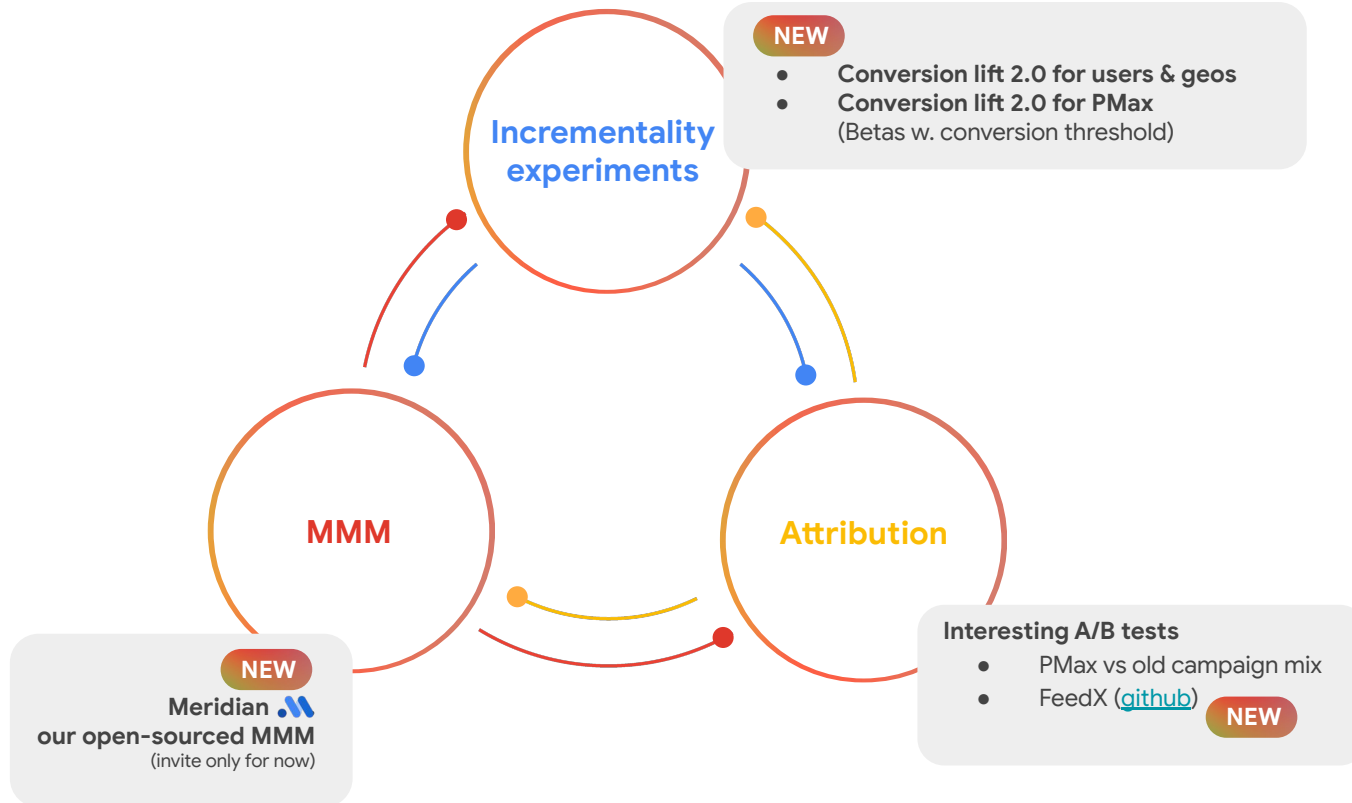 NEW
● Conversion lift 2.0 for users & geos
● Conversion lift 2.0 for PMax
(Betas w. conversion threshold)
Incrementality
experiments
MMM
Attribution
NEW
Meridian
our open-sourced MMM
(invite only for now)
Interesting A/B tests
● PMax vs old campaign mix
● FeedX (github)
NEW